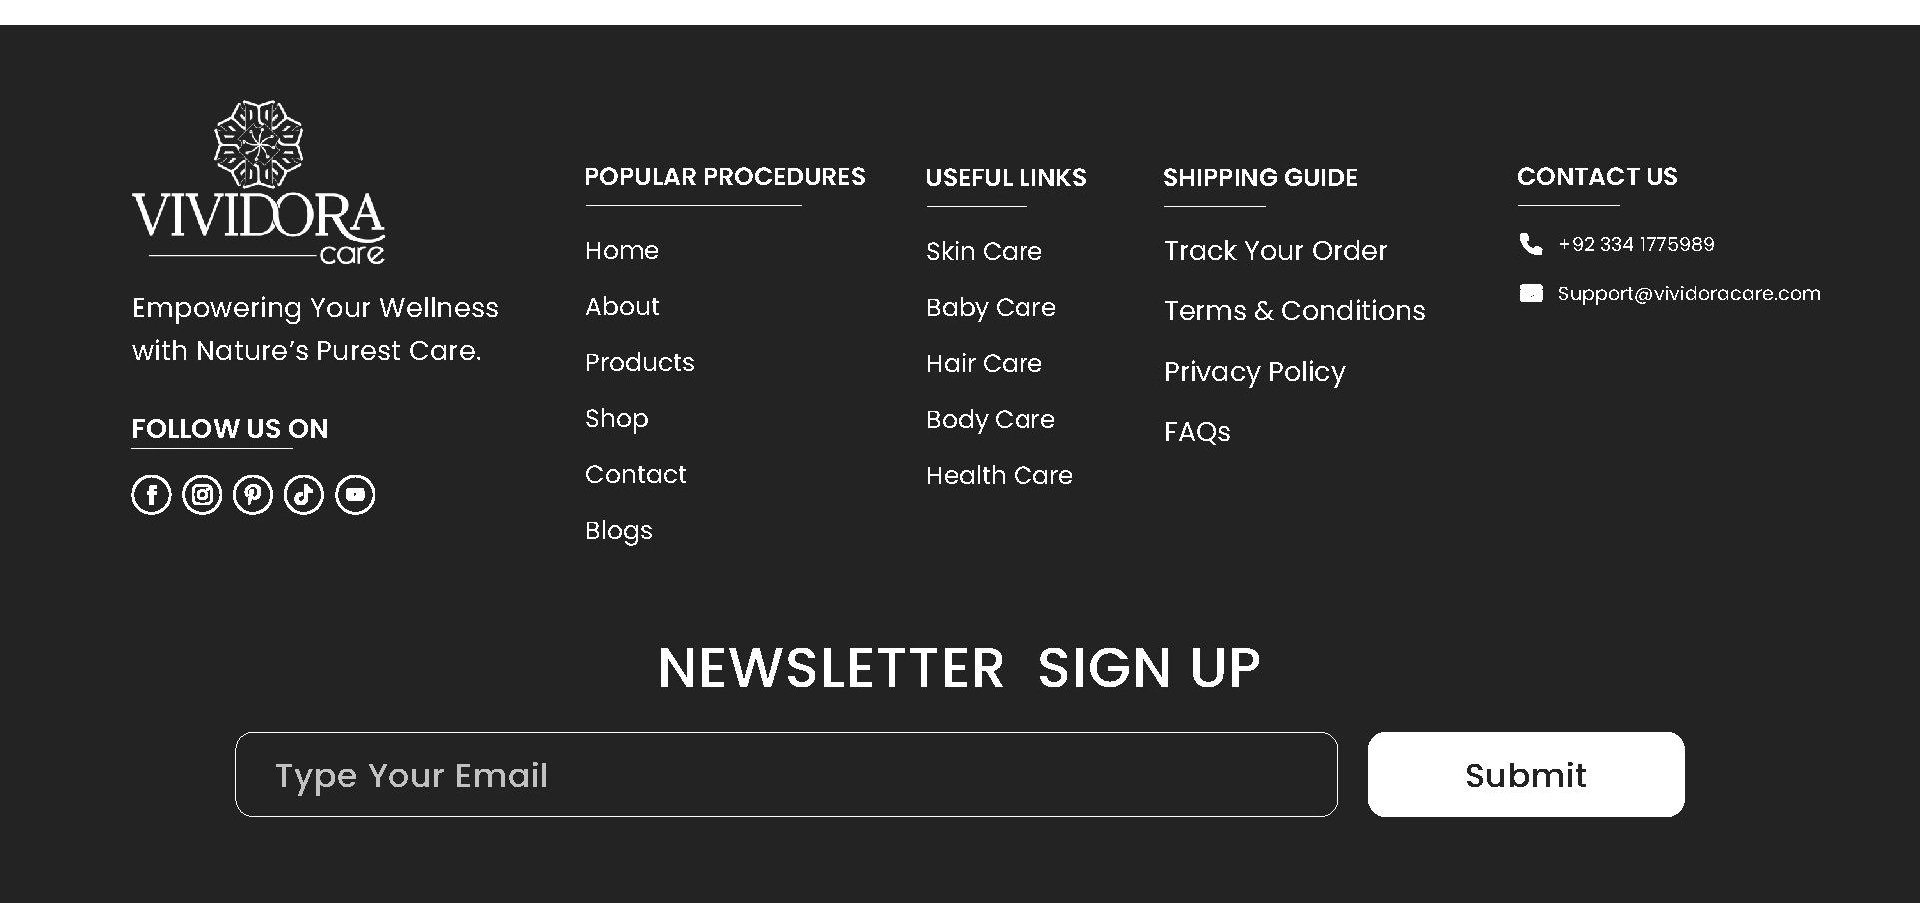 VIVIDORA
care
Empowering Your Wellness
with Nature’s Purest Care.
FOLLOW US ON
POPULAR PROCEDURES
Home
About
Products
Shop
Contact
Blogs
USEFUL LINKS
Skin Care
Baby Care
Hair Care
Body Care
Health Care
SHIPPING GUIDE
Track Your Order
Terms & Conditions
Privacy Policy
FAQs
CONTACT US
+92 334 1775989
Support@vividoracare.com
NEWSLETTER SIGN UP
Type Your Email
Submit